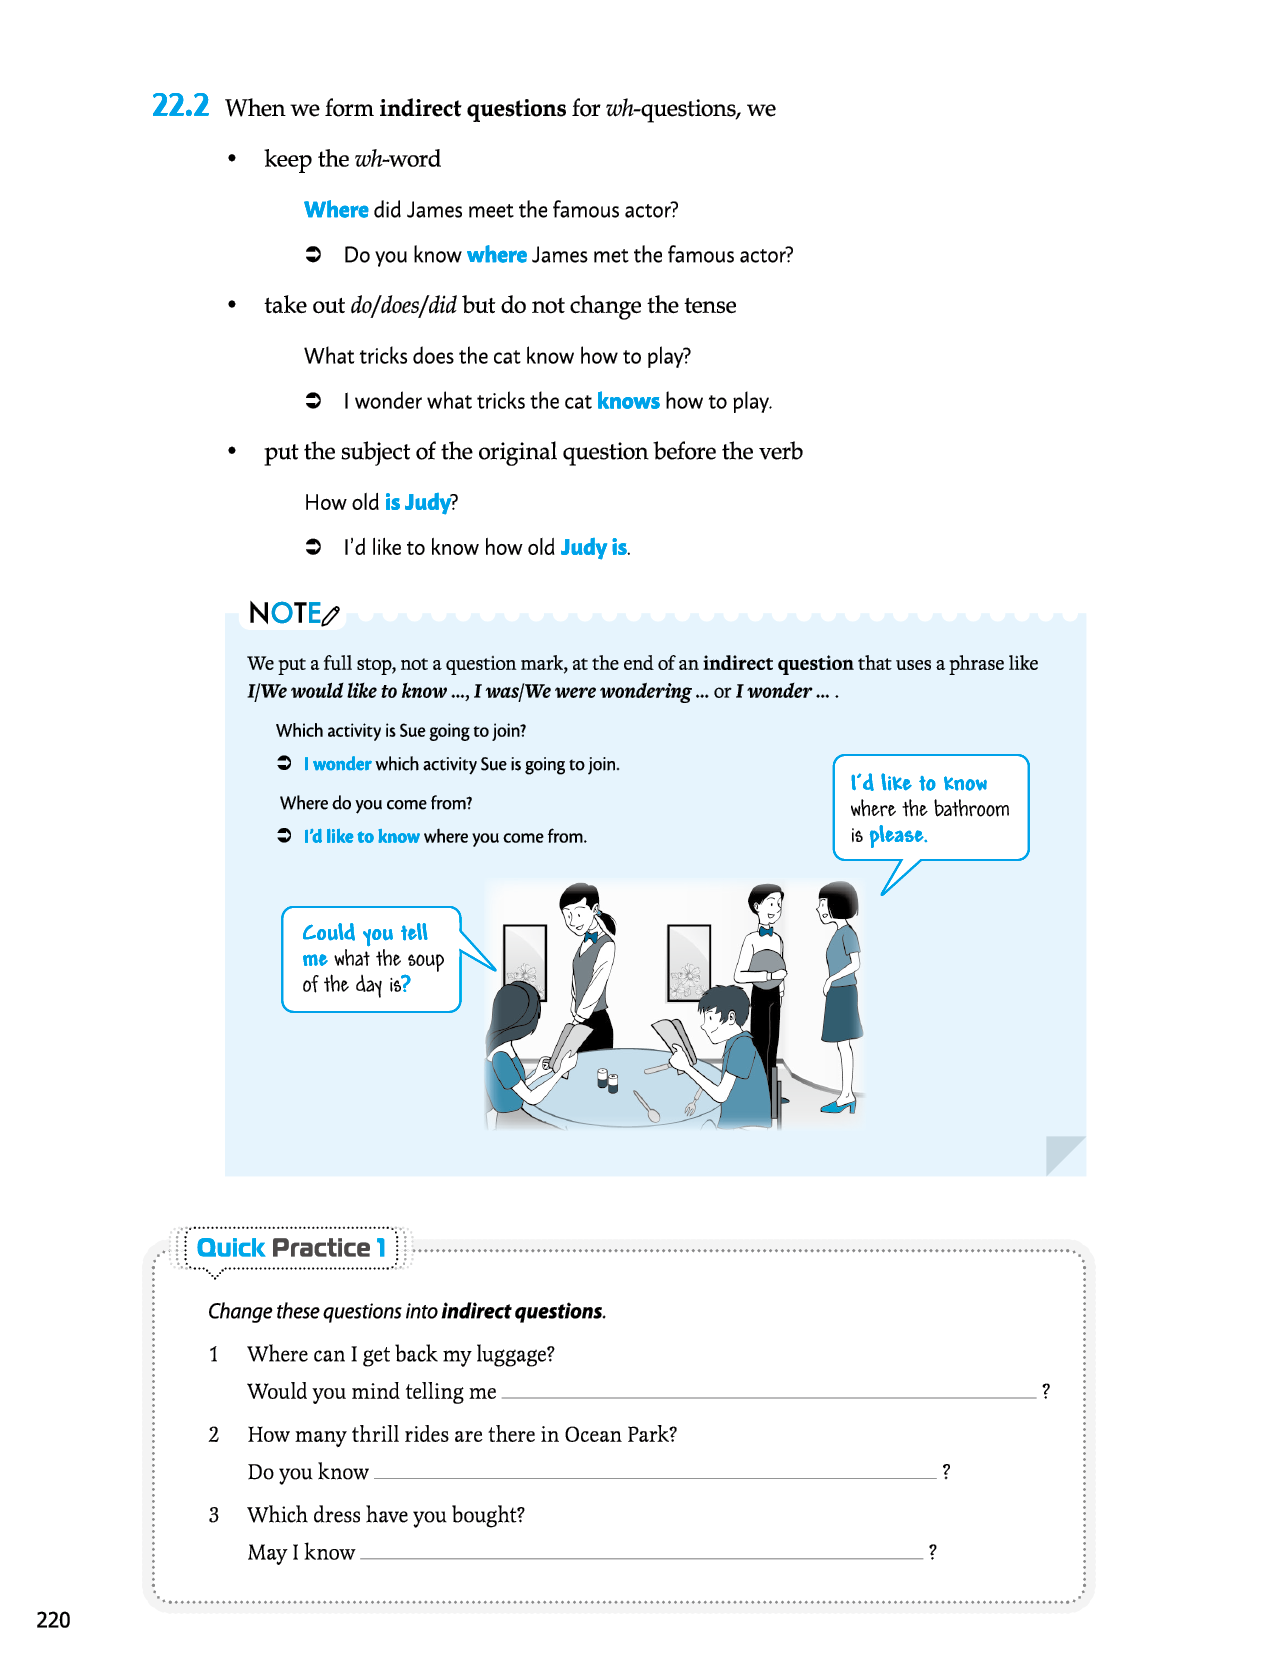 22.2 When we form indirect questions for wh-questions, we
• keep the wh-word
Where did James meet the famous actor?
➲ Do you know where James met the famous actor?
• take out do/does/did but do not change the tense
What tricks does the cat know how to play?
➲ I wonder what tricks the cat knows how to play.
• put the subject of the original question before the verb
How old is Judy?
➲ I'd like to know how old Judy is.
NOTE
We put a full stop, not a question mark, at the end of an indirect question that uses a phrase like
I/We would like to know ..., I was/We were wondering ... or I wonder ... .
Which activity is Sue going to join?
➲ I wonder which activity Sue is going to join.
Where do you come from?
➲ I'd like to know where you come from.
I'd like to know
where the bathroom
is please.
Could you tell
me what the soup
of the day is?
Quick Practice 1
Change these questions into indirect questions.
1 Where can I get back my luggage?
Would you mind telling me ______ ?
2 How many thrill rides are there in Ocean Park?
Do you know ______ ?
3 Which dress have you bought?
May I know ______ ?
220